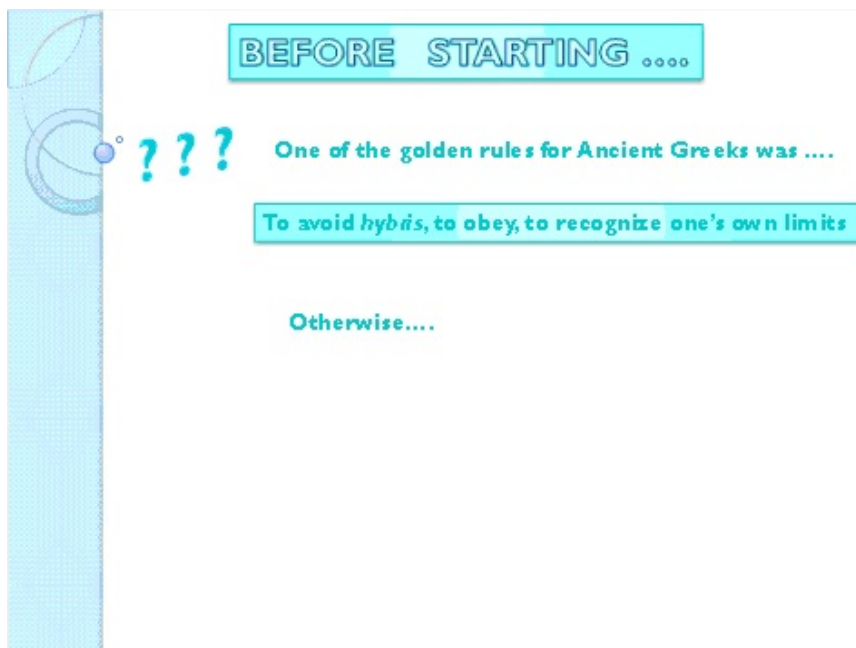 BEFORE STARTING ....
? ? ?
One of the golden rules for Ancient Greeks was ....
To avoid hybris, to obey, to recognize one's own limits
Otherwise....